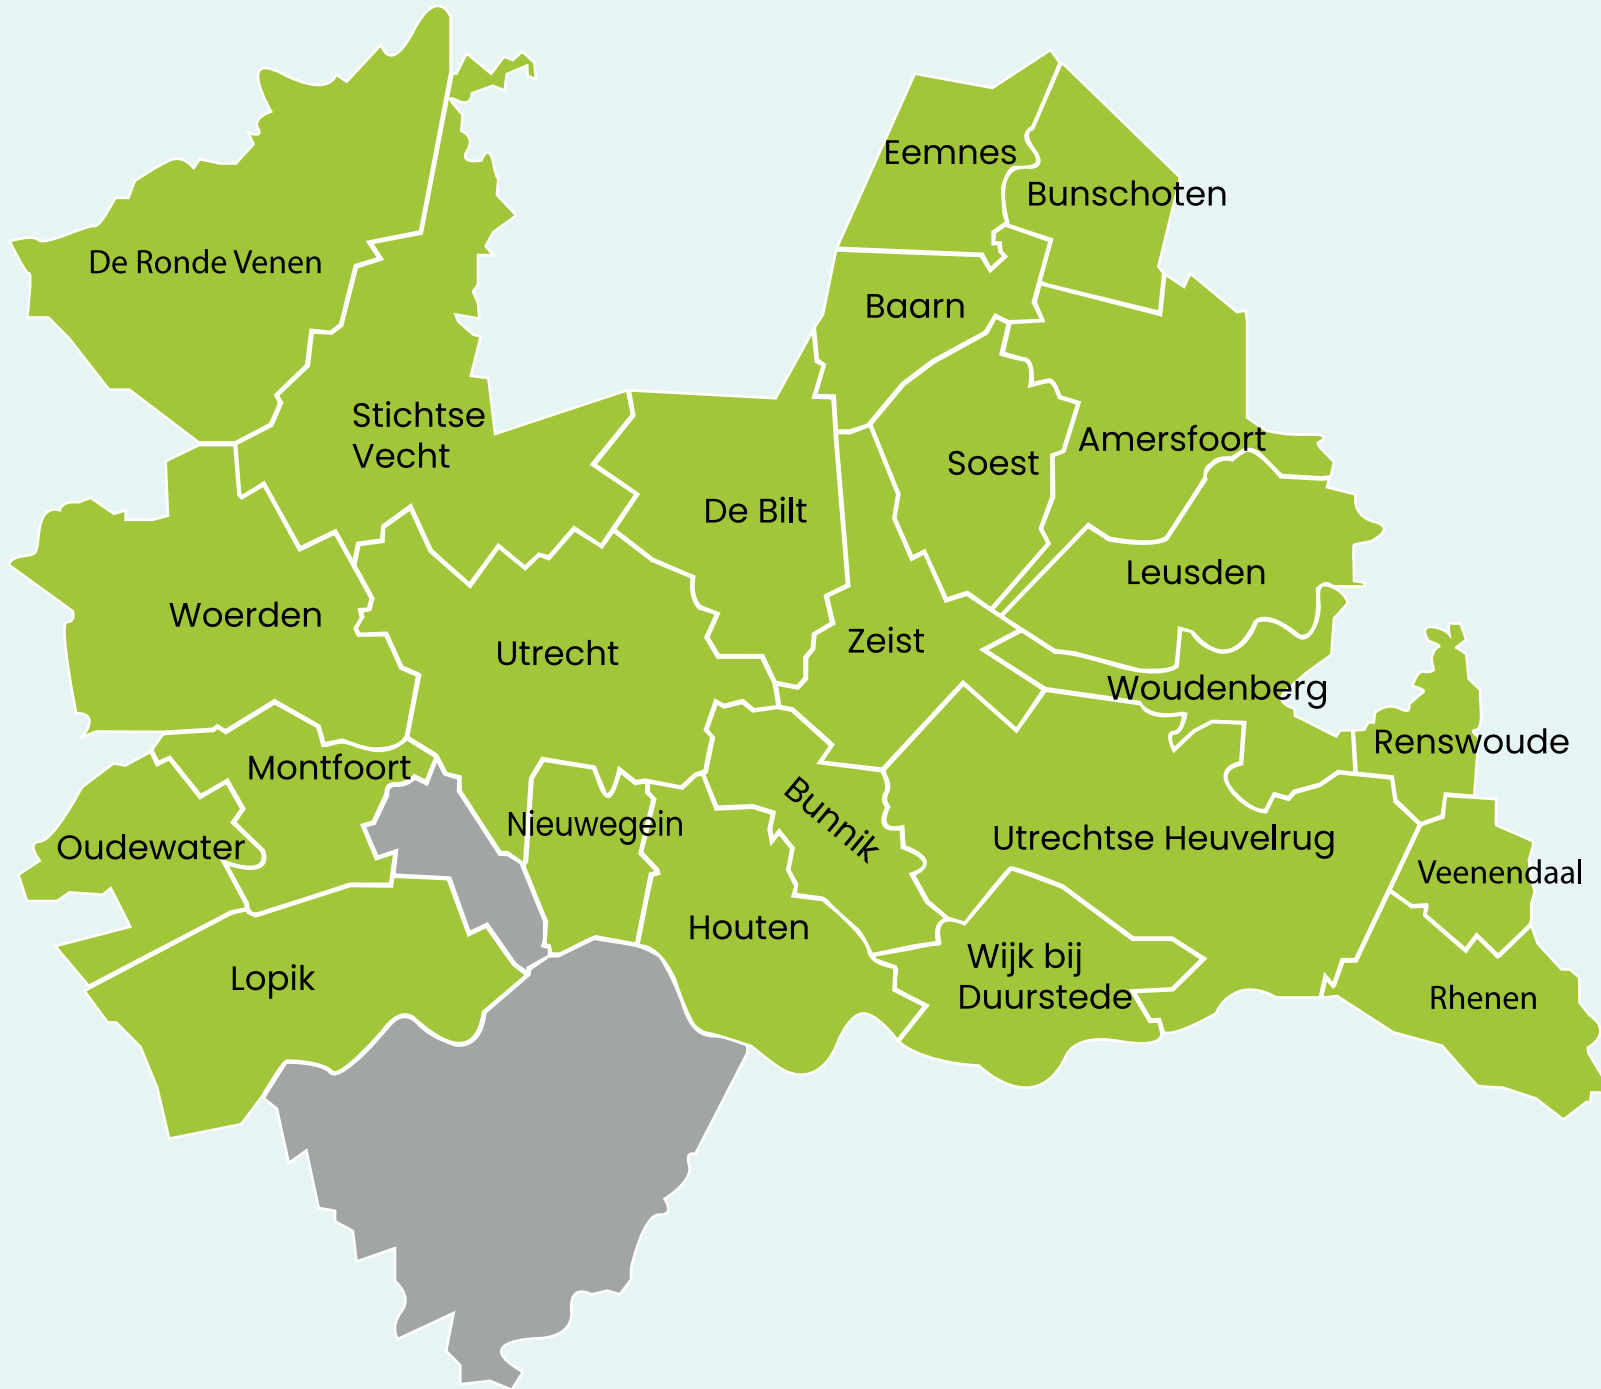 Eemnes
Bunschoten
De Ronde Venen
Baarn
Stichtse
Vecht
Amersfoort
Soest
De Bilt
Leusden
Woerden
Zeist
Utrecht
Woudenberg
Renswoude
Montfoort
Bunnik
Nieuwegein
Utrechtse Heuvelrug
Oudewater
Veenendaal
Houten
Wijk bij
Duurstede
Lopik
Rhenen